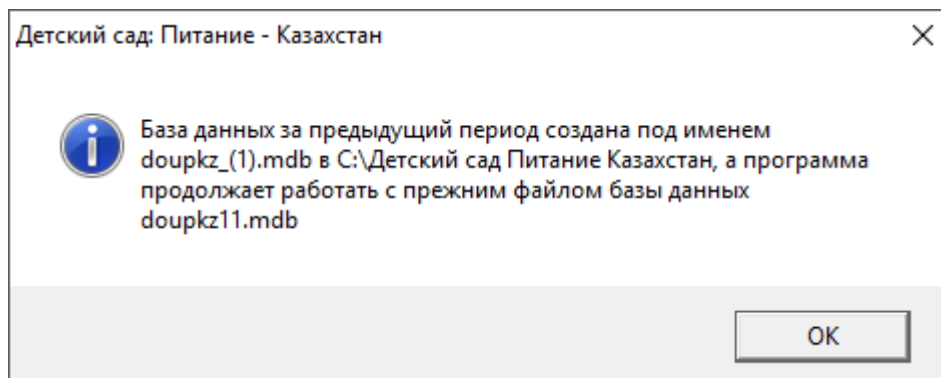 Детский сад: Питание - Казахстан
База данных за предыдущий период создана под именем
doupkz_(1).mdb в C:\Детский сад Питание Казахстан, а программа
продолжает работать с прежним файлом базы данных
doupkz11.mdb
ОК